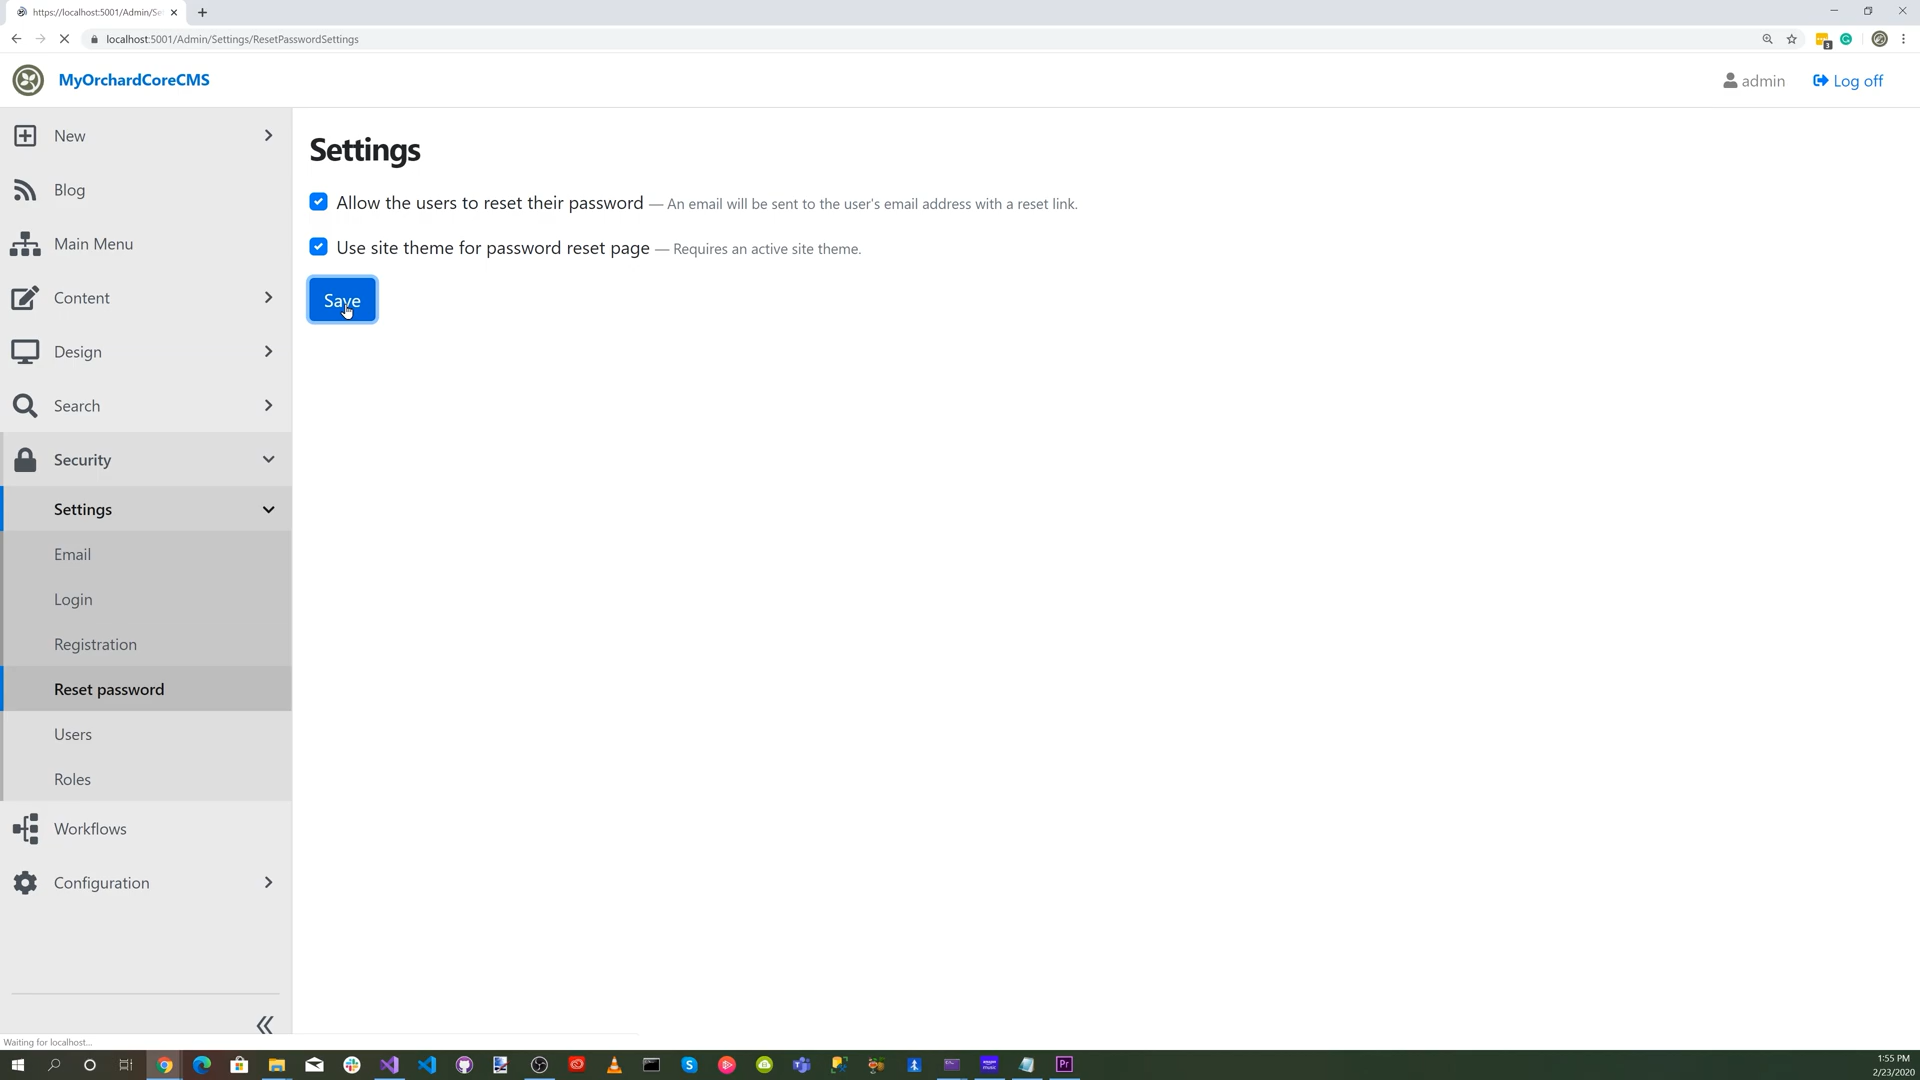 https://localhost:5001/Admin/Se
localhost:5001/Admin/Settings/ResetPasswordSettings
3
MyOrchardCoreCMS
admin
Log off
New
Blog
Main Menu
Content
Design
Search
Security
Settings
Email
Login
Registration
Reset password
Users
Roles
Workflows
Configuration
Settings
Allow the users to reset their password — An email will be sent to the user's email address with a reset link.
Use site theme for password reset page — Requires an active site theme.
Save
Waiting for localhost...
Pr
1:55 PM
2/23/2020